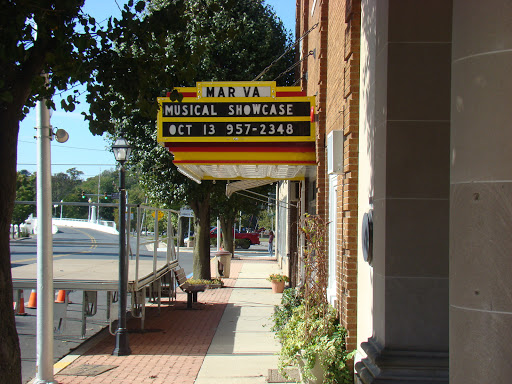 MAR VA
MUSICAL SHOWCASE
OCT 13 957-2348